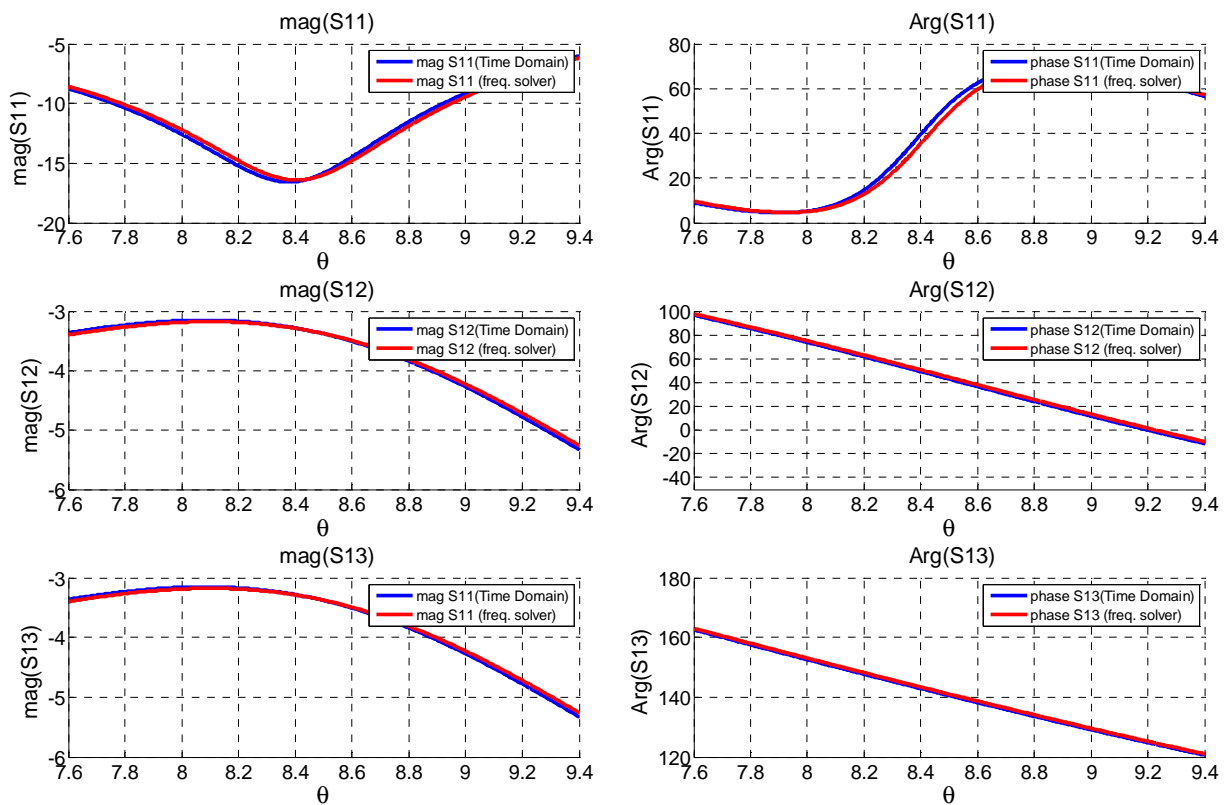 mag(S11)
mag(S11)
-5
-10
-15
-20
mag S11(Time Domain)
mag S11 (freq. solver)
7.6 7.8 8 8.2 8.4 8.6 8.8 9 9.2 9.4
θ
Arg(S11)
Arg(S11)
80
60
40
20
0
phase S11(Time Domain)
phase S11 (freq. solver)
7.6 7.8 8 8.2 8.4 8.6 8.8 9 9.2 9.4
θ
mag(S12)
mag(S12)
-3
-4
-5
-6
mag S12(Time Domain)
mag S12 (freq. solver)
7.6 7.8 8 8.2 8.4 8.6 8.8 9 9.2 9.4
θ
Arg(S12)
Arg(S12)
100
80
60
40
20
0
-20
-40
phase S12(Time Domain)
phase S12 (freq. solver)
7.6 7.8 8 8.2 8.4 8.6 8.8 9 9.2 9.4
θ
mag(S13)
mag(S13)
-3
-4
-5
-6
mag S11(Time Domain)
mag S11 (freq. solver)
7.6 7.8 8 8.2 8.4 8.6 8.8 9 9.2 9.4
θ
Arg(S13)
Arg(S13)
180
160
140
120
phase S13(Time Domain)
phase S13 (freq. solver)
7.6 7.8 8 8.2 8.4 8.6 8.8 9 9.2 9.4
θ